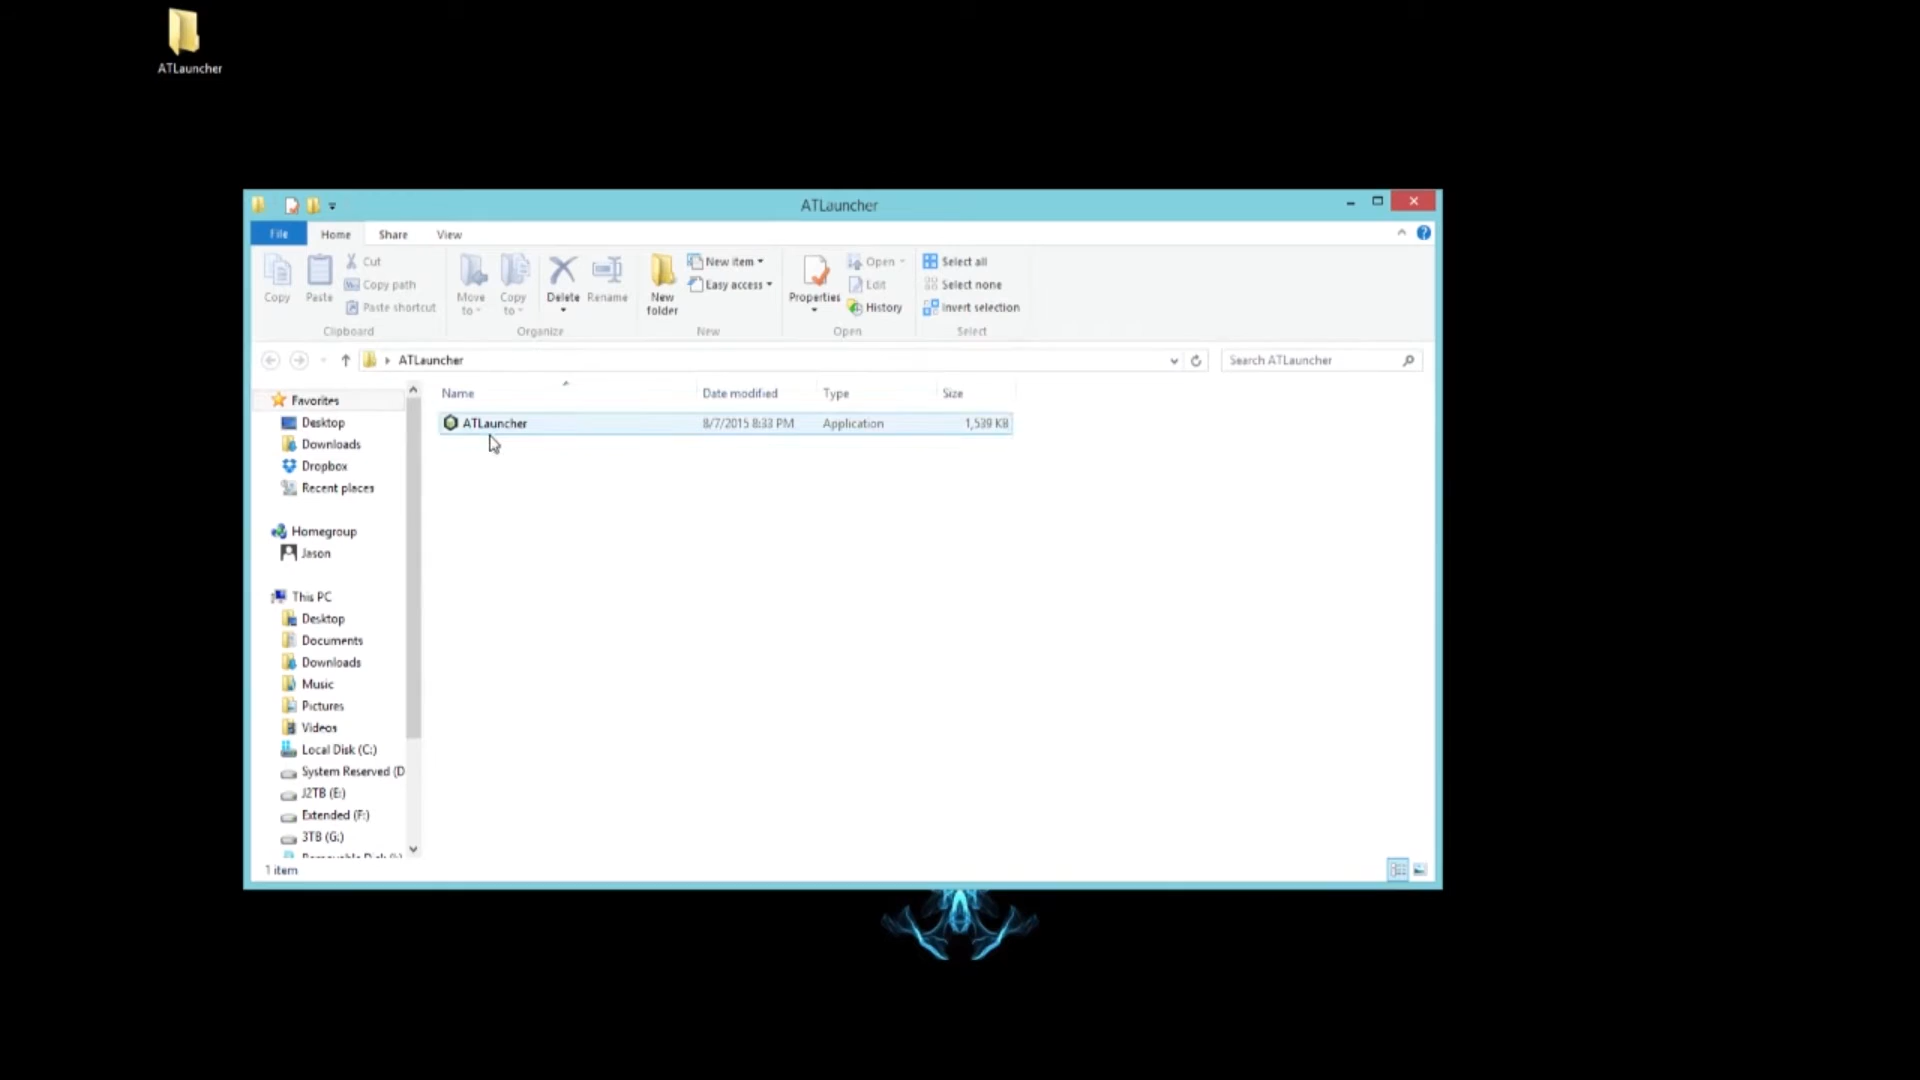 ATLauncher
ATLauncher
File Home Share View
Copy
Paste
Cut
Copy path
Paste shortcut
Clipboard
Move to
Copy to
Delete
Rename
Organize
New folder
New item
Easy access
New
Properties
Open
Edit
History
Open
Select all
Select none
Invert selection
Select
ATLauncher
Search ATLauncher
Name Date modified Type Size
ATLauncher 8/7/2015 8:33 PM Application 1,539 KB
Favorites
Desktop
Downloads
Dropbox
Recent places
Homegroup
Jason
This PC
Desktop
Documents
Downloads
Music
Pictures
Videos
Local Disk (C:)
System Reserved (D
J2TB (E:)
Extended (F:)
3TB (G:)
1 item